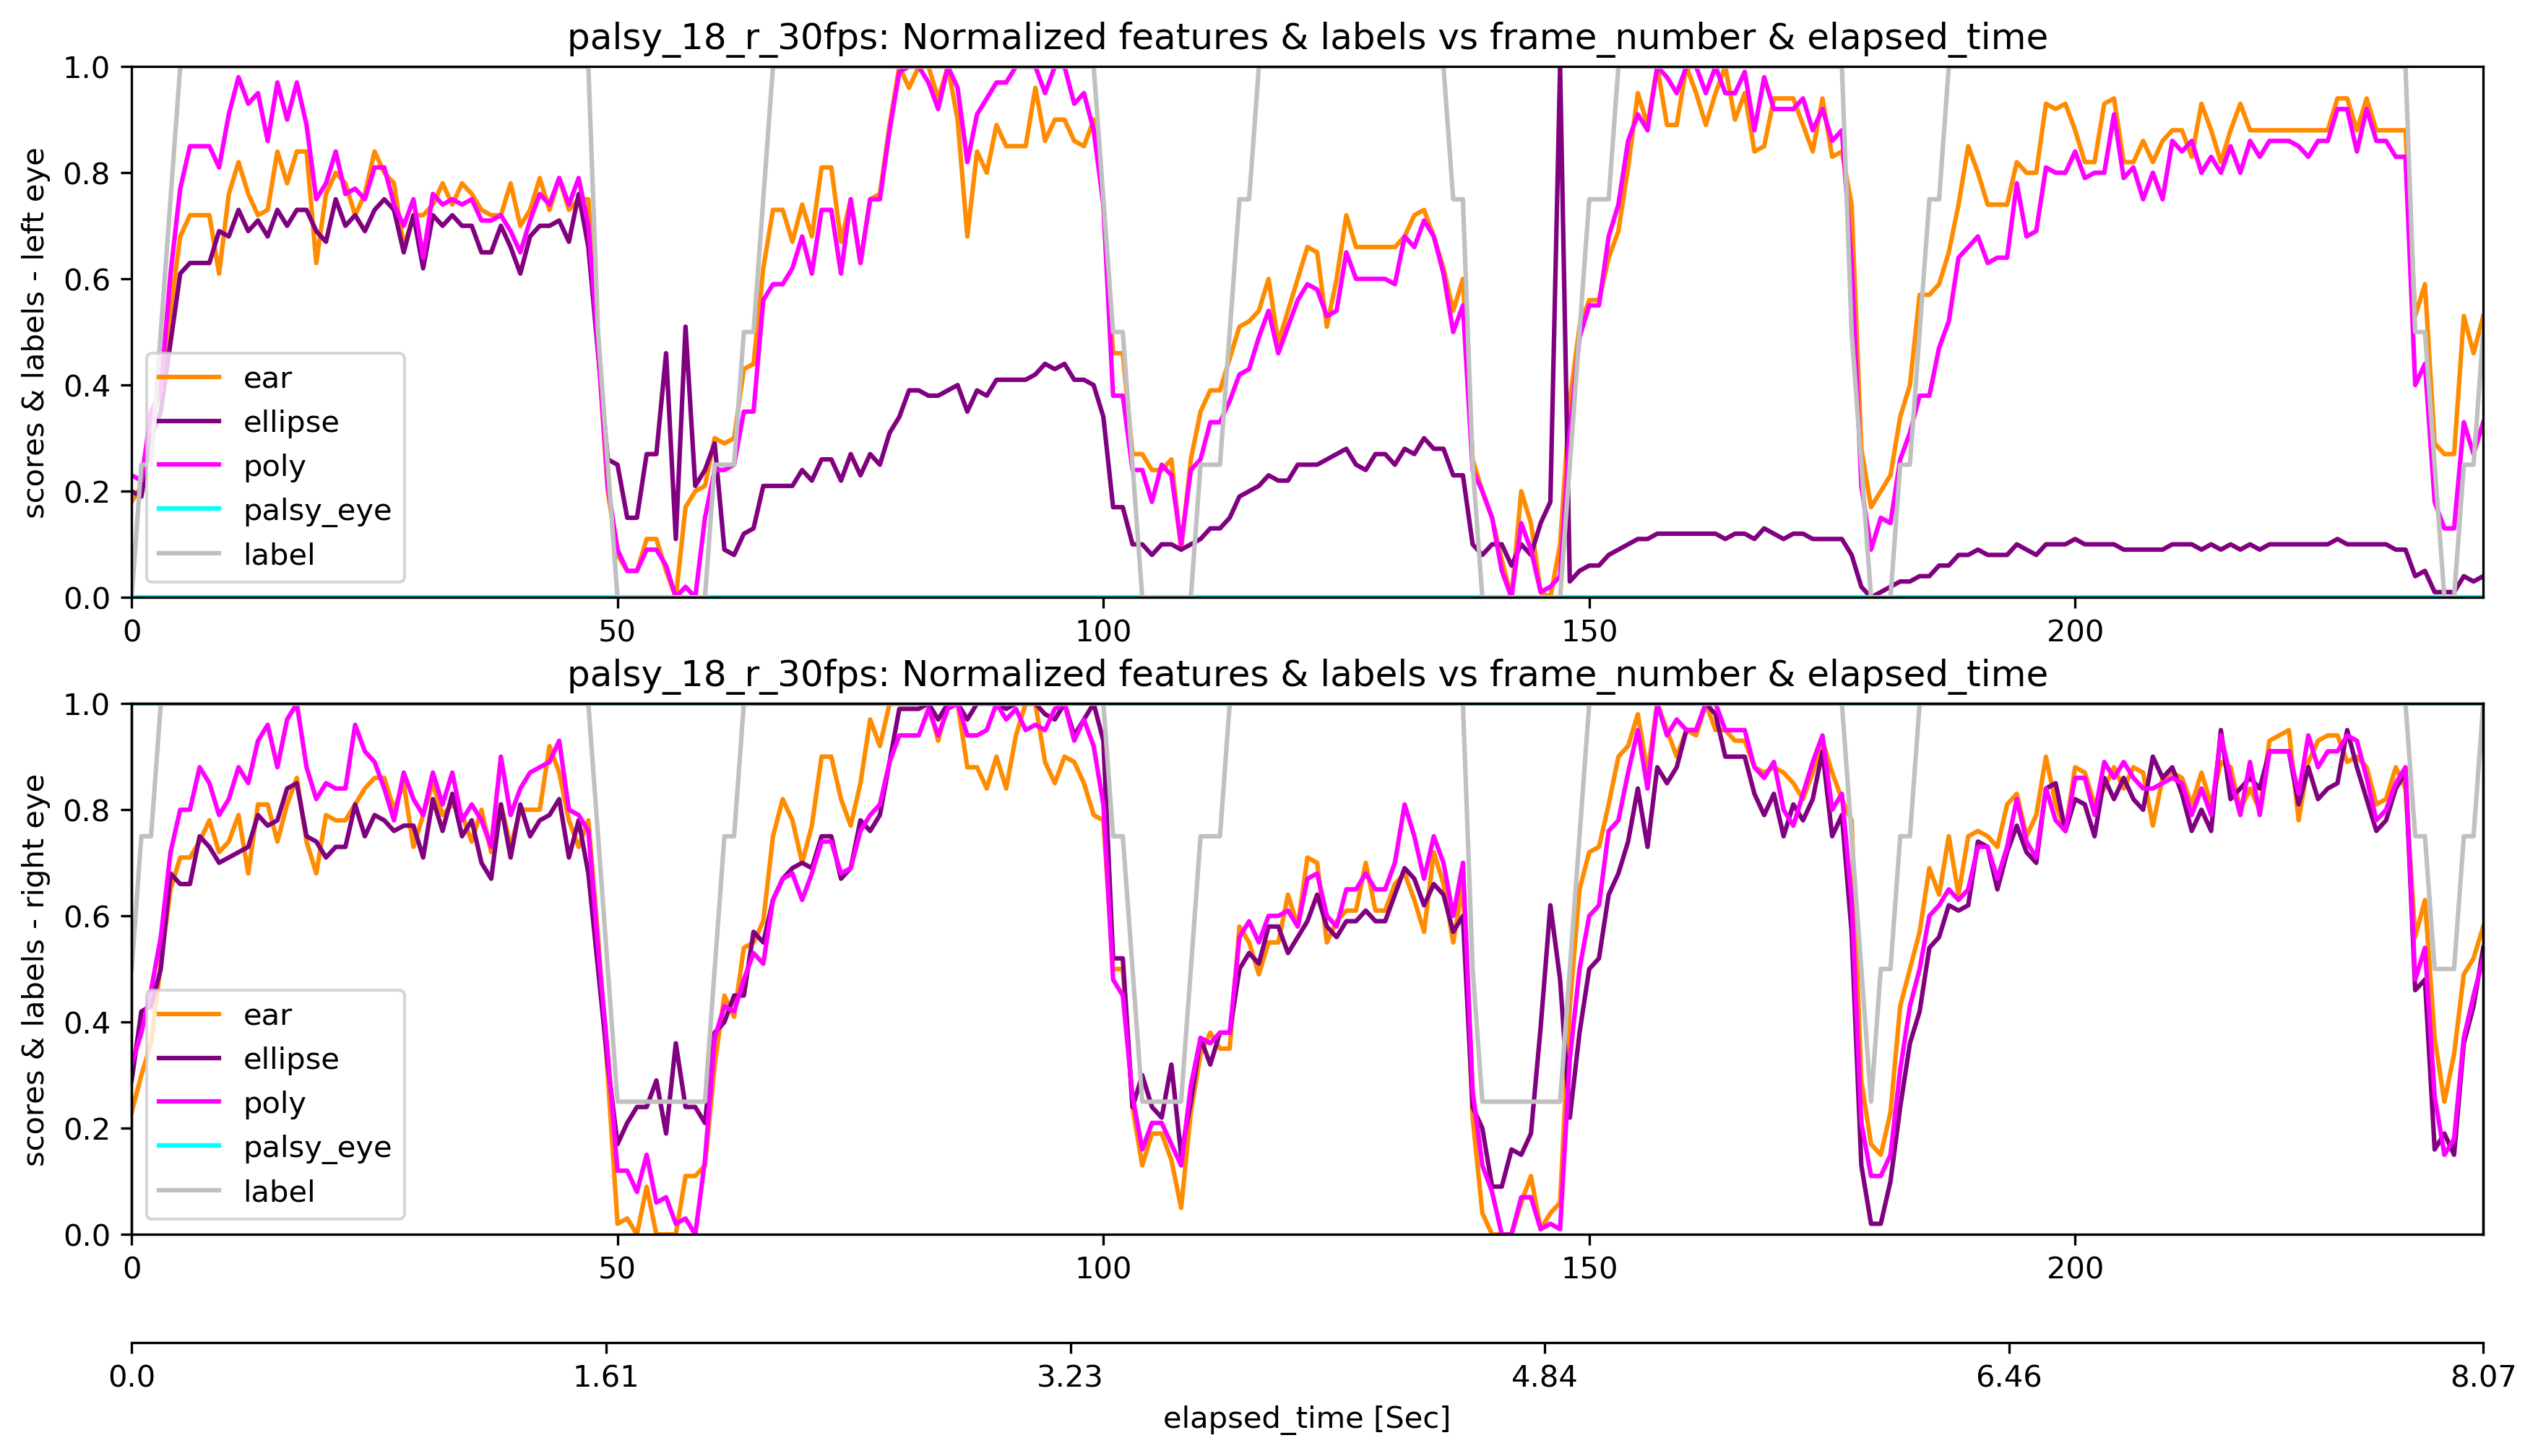 palsy_18_r_30fps: Normalized features & labels vs frame_number & elapsed_time
scores & labels - left eye
1.0
0.8
0.6
0.4
0.2
0.0
ear
ellipse
poly
palsy_eye
label
0 50 100 150 200
palsy_18_r_30fps: Normalized features & labels vs frame_number & elapsed_time
scores & labels - right eye
1.0
0.8
0.6
0.4
0.2
0.0
ear
ellipse
poly
palsy_eye
label
0 50 100 150 200
0.0 1.61 3.23 4.84 6.46 8.07
elapsed_time [Sec]